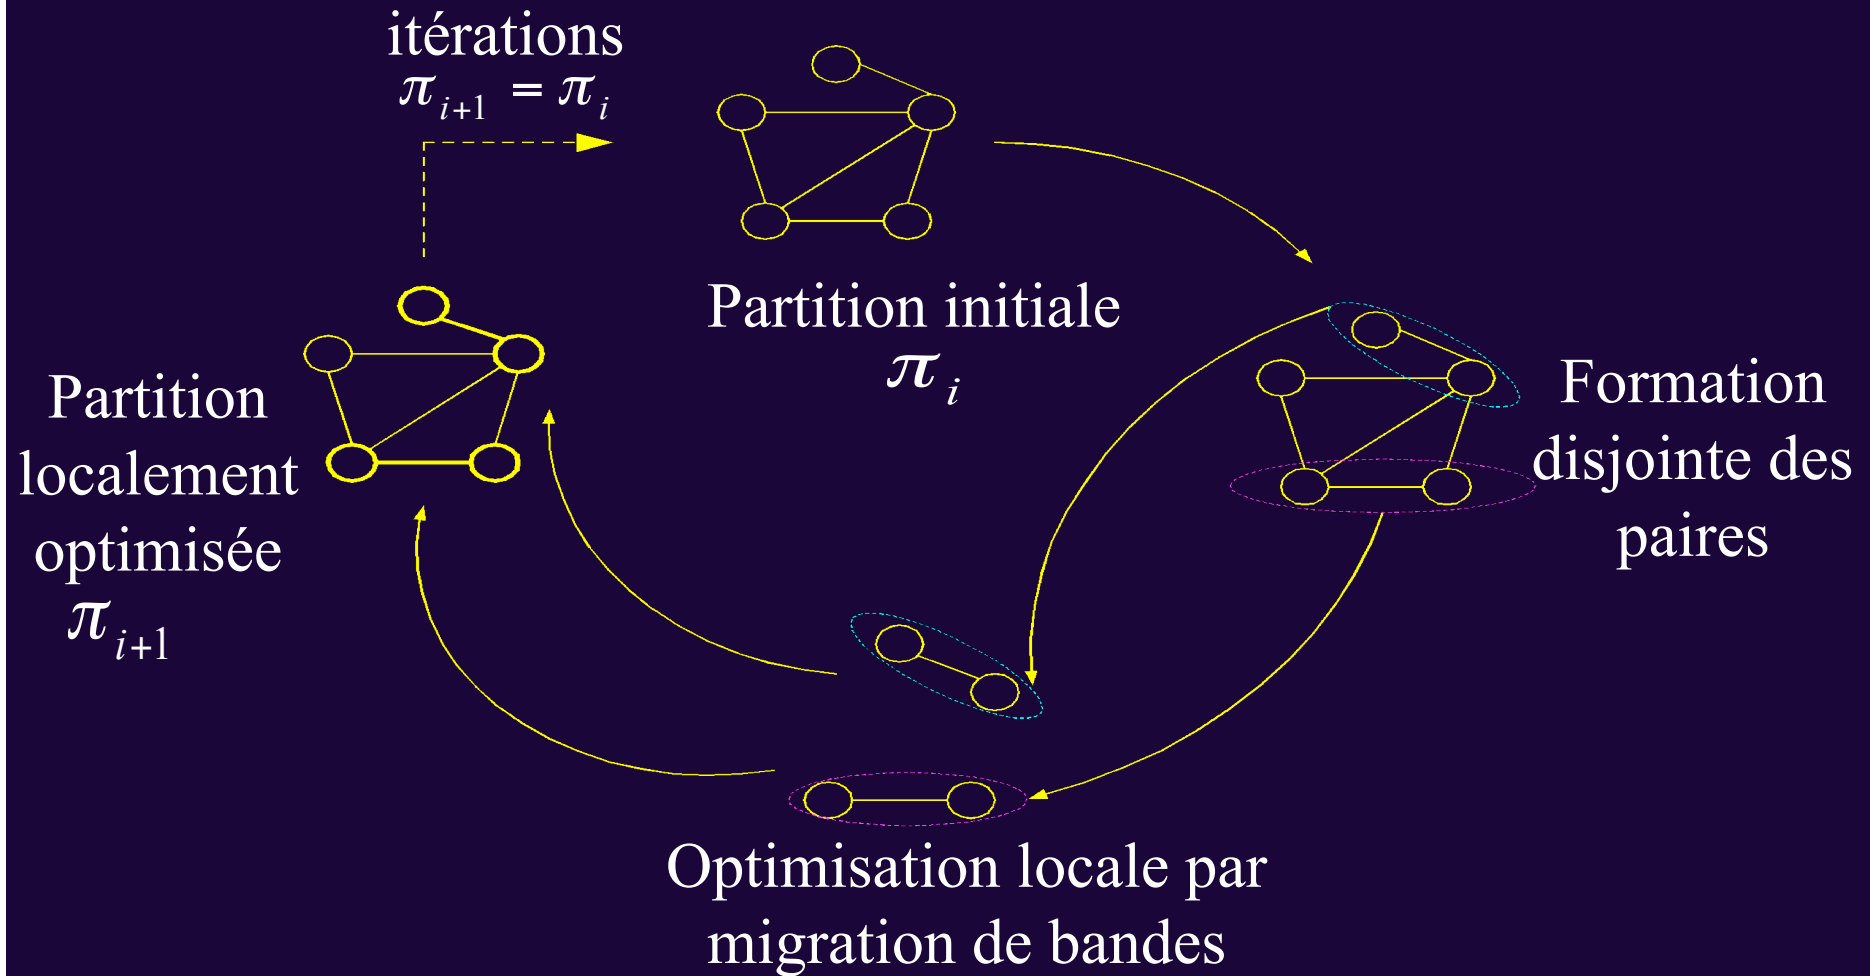 itérations
π i+1 = π i
Partition initiale
π i
Formation
disjointe des
paires
Partition
localement
optimisée
π i+1
Optimisation locale par
migration de bandes